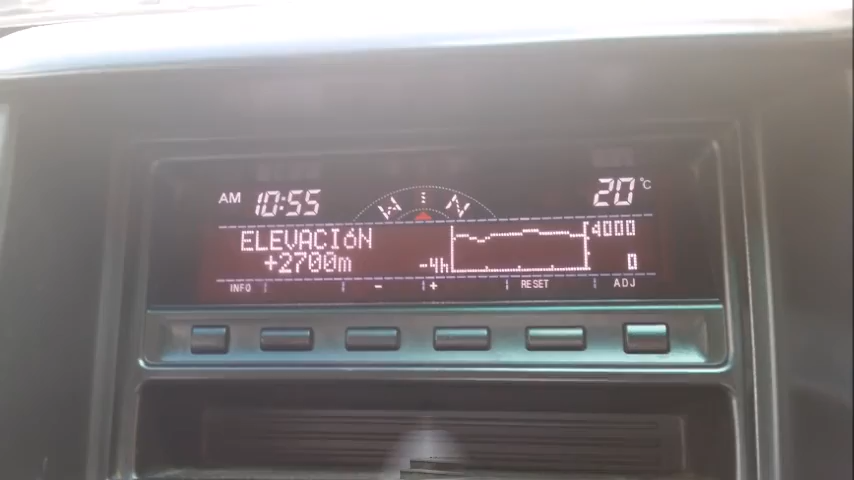 AM 10:55 W N 20°C
ELEVACIóN 4000
+2700m -4h 0
INFO - + RESET ADJ